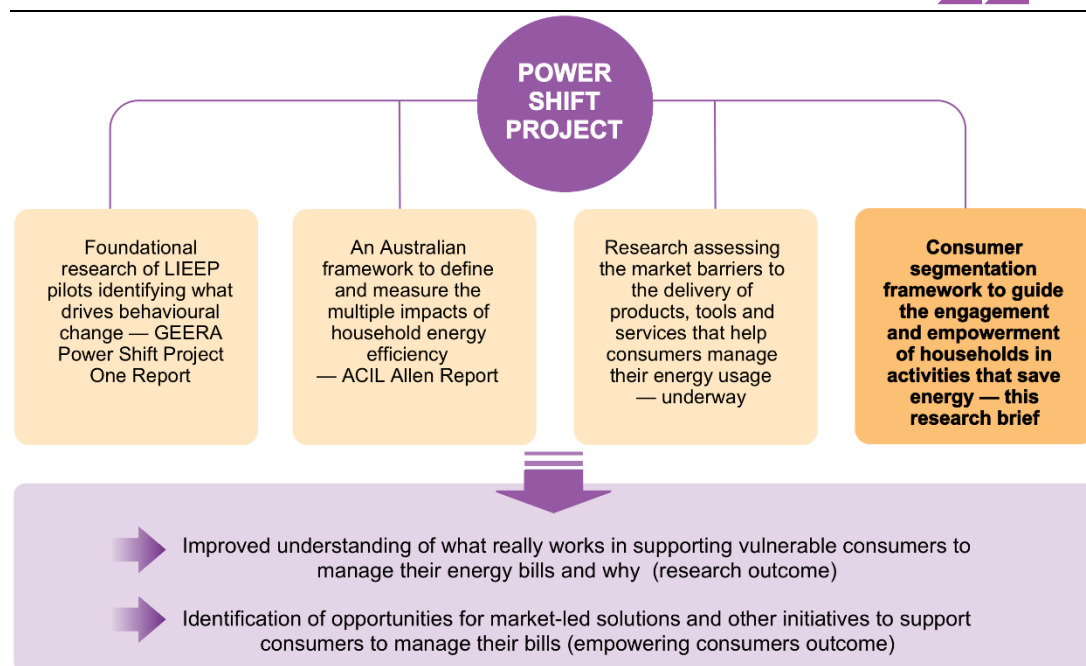 POWER
SHIFT
PROJECT
Foundational
research of LIEEP
pilots identifying what
drives behavioural
change — GEERA
Power Shift Project
One Report
An Australian
framework to define
and measure the
multiple impacts of
household energy
efficiency
— ACIL Allen Report
Research assessing
the market barriers to
the delivery of
products, tools and
services that help
consumers manage
their energy usage
— underway
Consumer
segmentation
framework to guide
the engagement
and empowerment
of households in
activities that save
energy — this
research brief
Improved understanding of what really works in supporting vulnerable consumers to
manage their energy bills and why (research outcome)
Identification of opportunities for market-led solutions and other initiatives to support
consumers to manage their bills (empowering consumers outcome)